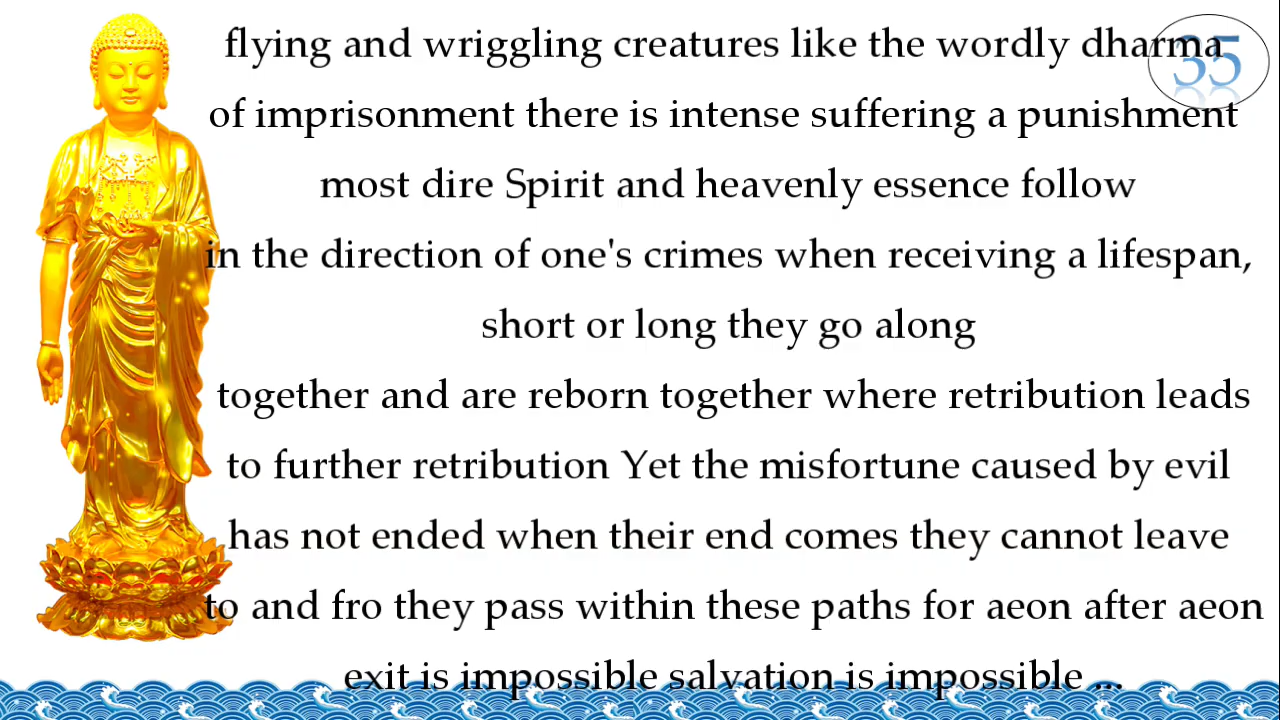 flying and wriggling creatures like the wordly dharma
35
of imprisonment there is intense suffering a punishment
most dire Spirit and heavenly essence follow
in the direction of one's crimes when receiving a lifespan,
short or long they go along
together and are reborn together where retribution leads
to further retribution Yet the misfortune caused by evil
has not ended when their end comes they cannot leave
to and fro they pass within these paths for aeon after aeon
exit is impossible salvation is impossible ...